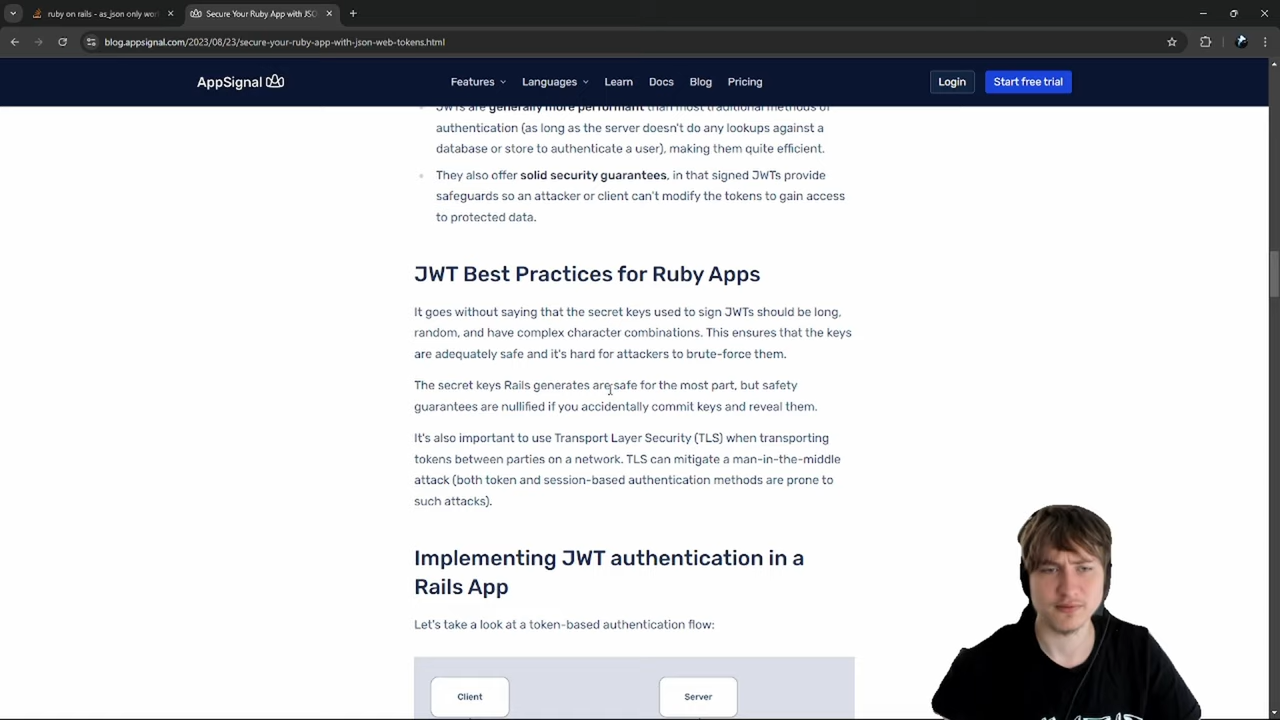 ruby on rails - as_json only wor
Secure Your Ruby App with JSO
blog.appsignal.com/2023/08/23/secure-your-ruby-app-with-json-web-tokens.html
AppSignal
Features
Languages
Learn
Docs
Blog
Pricing
Login
Start free trial
JWTs are generally more performant than most traditional methods of
authentication (as long as the server doesn't do any lookups against a
database or store to authenticate a user), making them quite efficient.
They also offer solid security guarantees, in that signed JWTs provide
safeguards so an attacker or client can't modify the tokens to gain access
to protected data.
JWT Best Practices for Ruby Apps
It goes without saying that the secret keys used to sign JWTs should be long,
random, and have complex character combinations. This ensures that the keys
are adequately safe and it's hard for attackers to brute-force them.
The secret keys Rails generates are safe for the most part, but safety
guarantees are nullified if you accidentally commit keys and reveal them.
It's also important to use Transport Layer Security (TLS) when transporting
tokens between parties on a network. TLS can mitigate a man-in-the-middle
attack (both token and session-based authentication methods are prone to
such attacks).
Implementing JWT authentication in a
Rails App
Let's take a look at a token-based authentication flow:
Client
Server